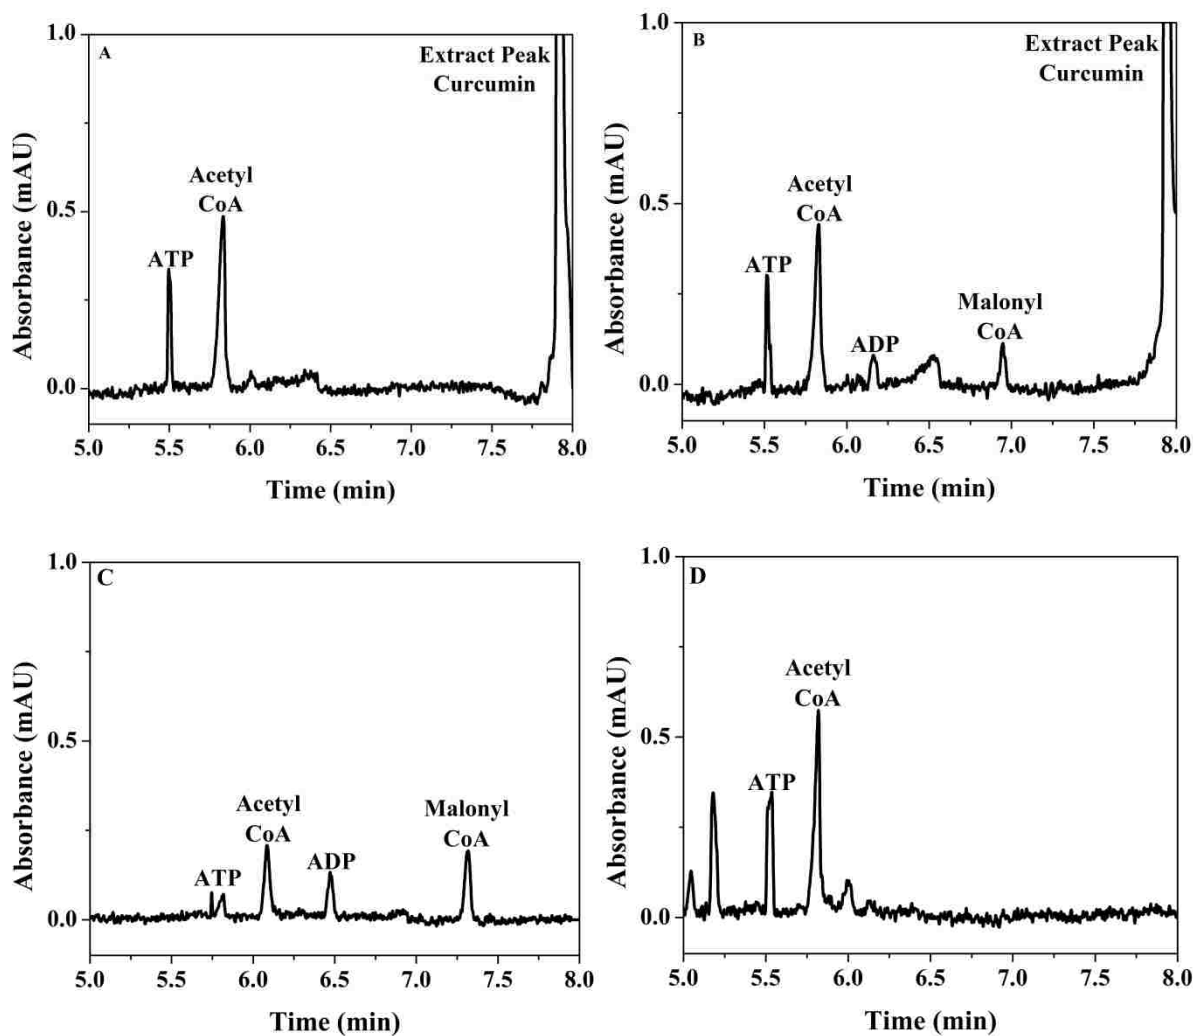 A
Extract Peak
Curcumin
Acetyl
CoA
ATP
1.0
0.5
0.0
Absorbance (mAU)
5.0 5.5 6.0 6.5 7.0 7.5 8.0
Time (min)
B
Extract Peak
Curcumin
Acetyl
CoA
ATP
ADP
Malonyl
CoA
1.0
0.5
0.0
Absorbance (mAU)
5.0 5.5 6.0 6.5 7.0 7.5 8.0
Time (min)
C
Acetyl
CoA
ATP
ADP
Malonyl
CoA
1.0
0.5
0.0
Absorbance (mAU)
5.0 5.5 6.0 6.5 7.0 7.5 8.0
Time (min)
D
Acetyl
CoA
ATP
1.0
0.5
0.0
Absorbance (mAU)
5.0 5.5 6.0 6.5 7.0 7.5 8.0
Time (min)